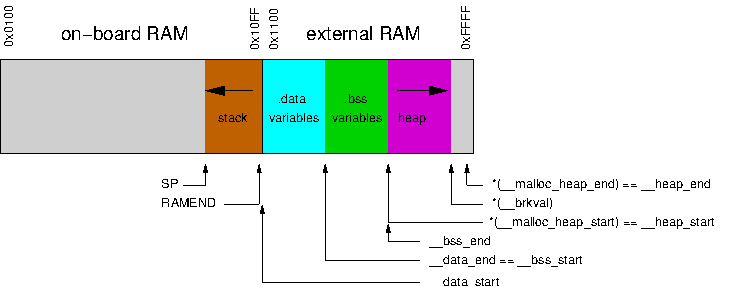 0x0100
on-board RAM
0x10FF
0x1100
external RAM
0xFFFF
stack
.data
variables
.bss
variables
heap
SP
*(__malloc_heap_end) == __heap_end
RAMEND
*(__brkval)
*(__malloc_heap_start) == __heap_start
__bss_end
__data_end == __bss_start
__data_start